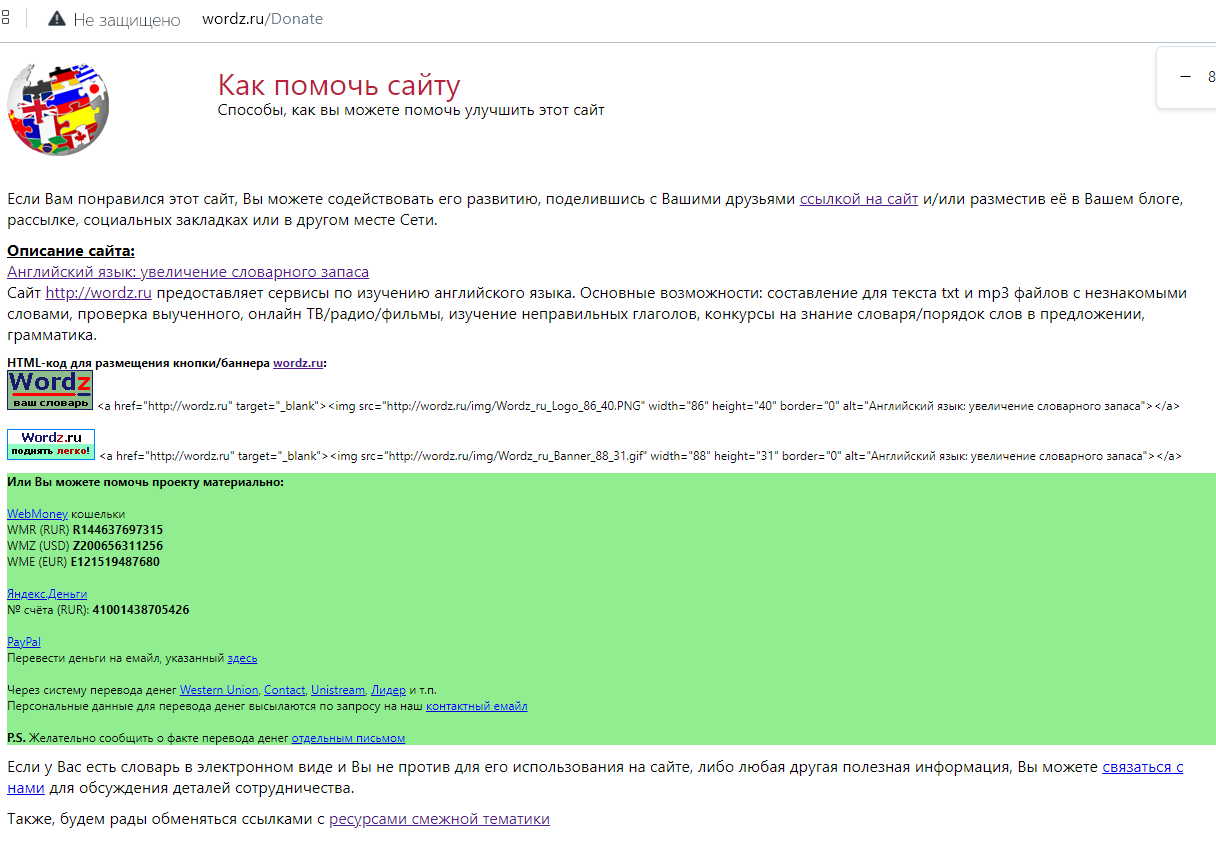 Не защищено wordz.ru/Donate
− 8
Как помочь сайту
Способы, как вы можете помочь улучшить этот сайт
Если Вам понравился этот сайт, Вы можете содействовать его развитию, поделившись с Вашими друзьями ссылкой на сайт и/или разместив её в Вашем блоге,
рассылке, социальных закладках или в другом месте Сети.
Описание сайта:
Английский язык: увеличение словарного запаса
Сайт http://wordz.ru предоставляет сервисы по изучению английского языка. Основные возможности: составление для текста txt и mp3 файлов с незнакомыми
словами, проверка выученного, онлайн ТВ/радио/фильмы, изучение неправильных глаголов, конкурсы на знание словаря/порядок слов в предложении,
грамматика.
HTML-код для размещения кнопки/баннера wordz.ru:
Wordz
ваш словарь
<a href="http://wordz.ru" target="_blank"><img src="http://wordz.ru/img/Wordz_ru_Logo_86_40.PNG" width="86" height="40" border="0" alt="Английский язык: увеличение словарного запаса"></a>
Wordz.ru
поднять легко!
<a href="http://wordz.ru" target="_blank"><img src="http://wordz.ru/img/Wordz_ru_Banner_88_31.gif" width="88" height="31" border="0" alt="Английский язык: увеличение словарного запаса"></a>
Или Вы можете помочь проекту материально:
WebMoney кошельки
WMR (RUR) R144637697315
WMZ (USD) Z200656311256
WME (EUR) E121519487680
Яндекс.Деньги
№ счёта (RUR): 41001438705426
PayPal
Перевести деньги на емайл, указанный здесь
Через систему перевода денег Western Union, Contact, Unistream, Лидер и т.п.
Персональные данные для перевода денег высылаются по запросу на наш контактный емайл
P.S. Желательно сообщить о факте перевода денег отдельным письмом
Если у Вас есть словарь в электронном виде и Вы не против для его использования на сайте, либо любая другая полезная информация, Вы можете связаться с
нами для обсуждения деталей сотрудничества.
Также, будем рады обменяться ссылками с ресурсами смежной тематики